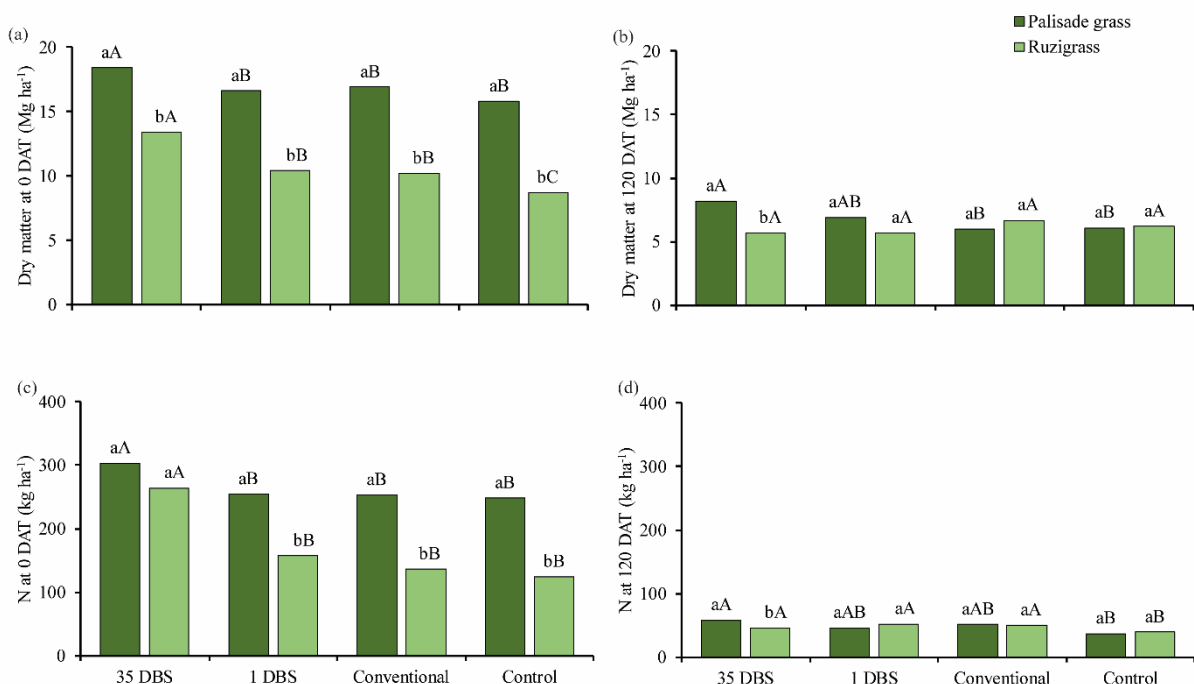 (a)
Dry matter at 0 DAT (Mg ha⁻¹)
20
15
10
5
0
aA
bA
aB
bB
aB
bB
aB
bC
(b)
Palisade grass
Ruzigrass
Dry matter at 120 DAT (Mg ha⁻¹)
20
15
10
5
0
aA
bA
aAB
aA
aB
aA
aB
aA
(c)
N at 0 DAT (kg ha⁻¹)
400
300
200
100
0
aA
aA
aB
bB
aB
bB
aB
bB
35 DBS
1 DBS
Conventional
Control
(d)
N at 120 DAT (kg ha⁻¹)
400
300
200
100
0
aA
bA
aAB
aA
aAB
aA
aB
aB
35 DBS
1 DBS
Conventional
Control